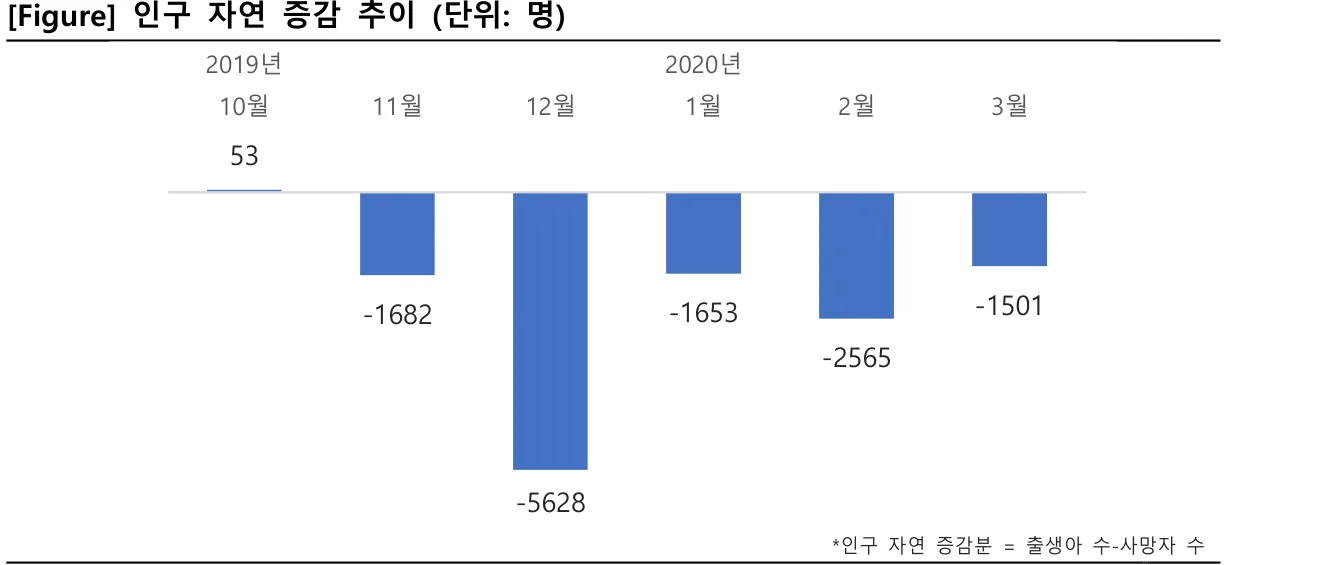 [Figure] 인구 자연 증감 추이 (단위: 명)
2019년 2020년
10월 11월 12월 1월 2월 3월
53
-1682
-5628
-1653
-2565
-1501
*인구 자연 증감분 = 출생아 수-사망자 수